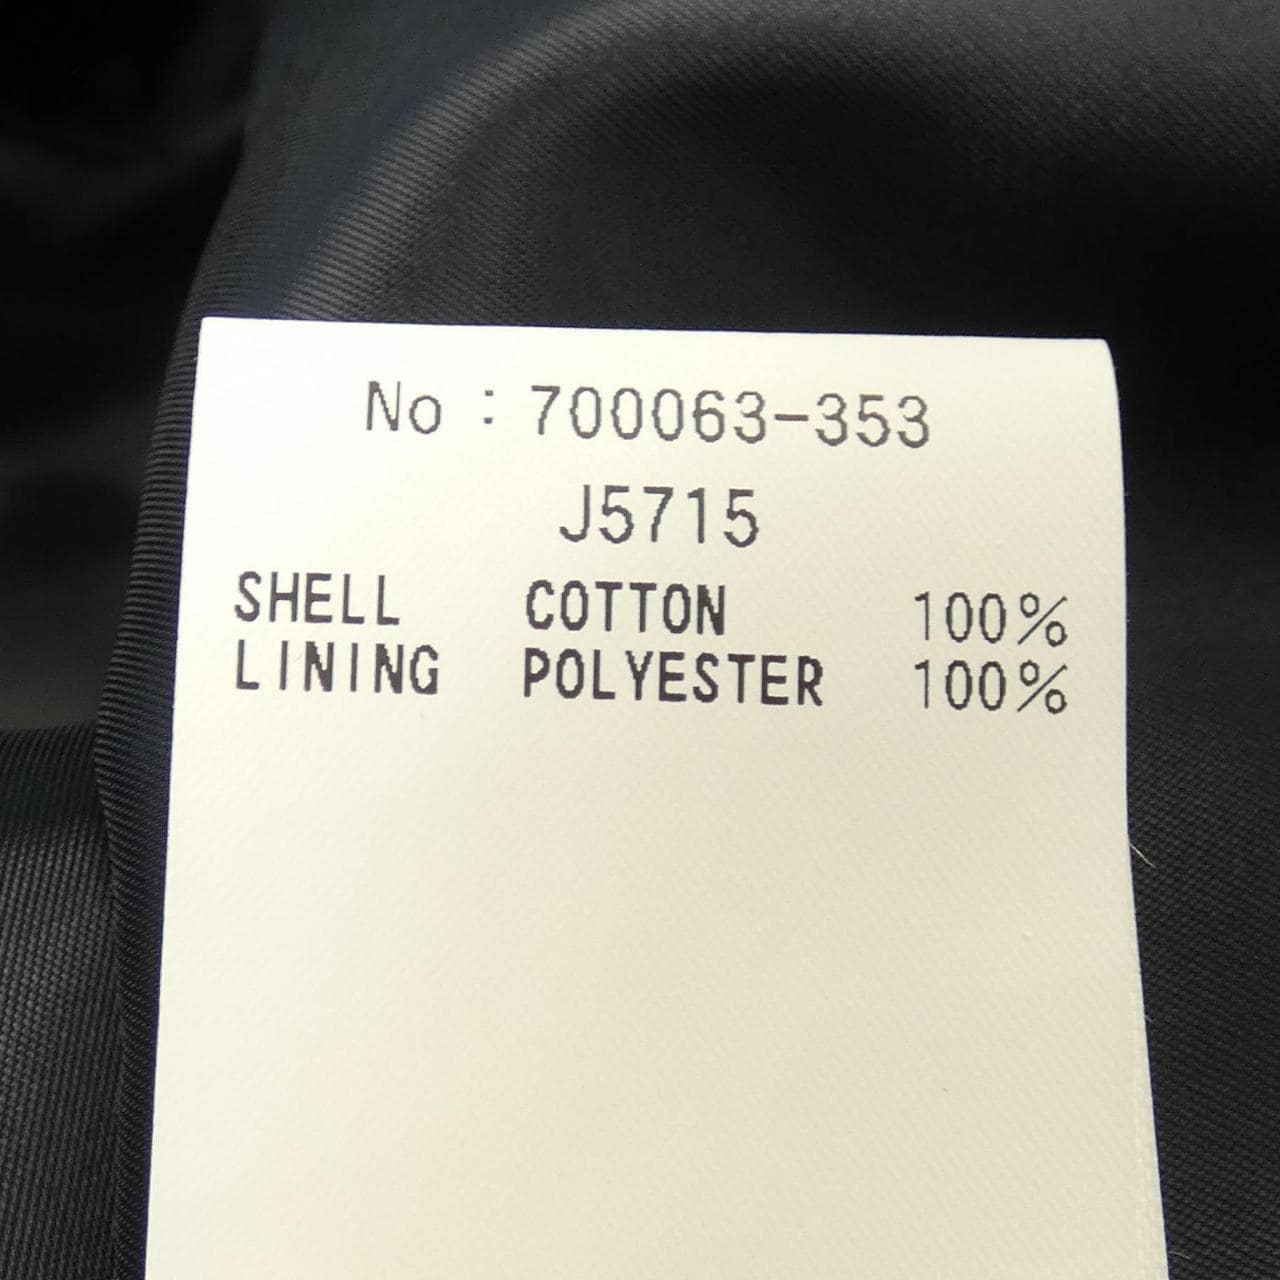 No : 700063-353
J5715
SHELL COTTON 100%
LINING POLYESTER 100%